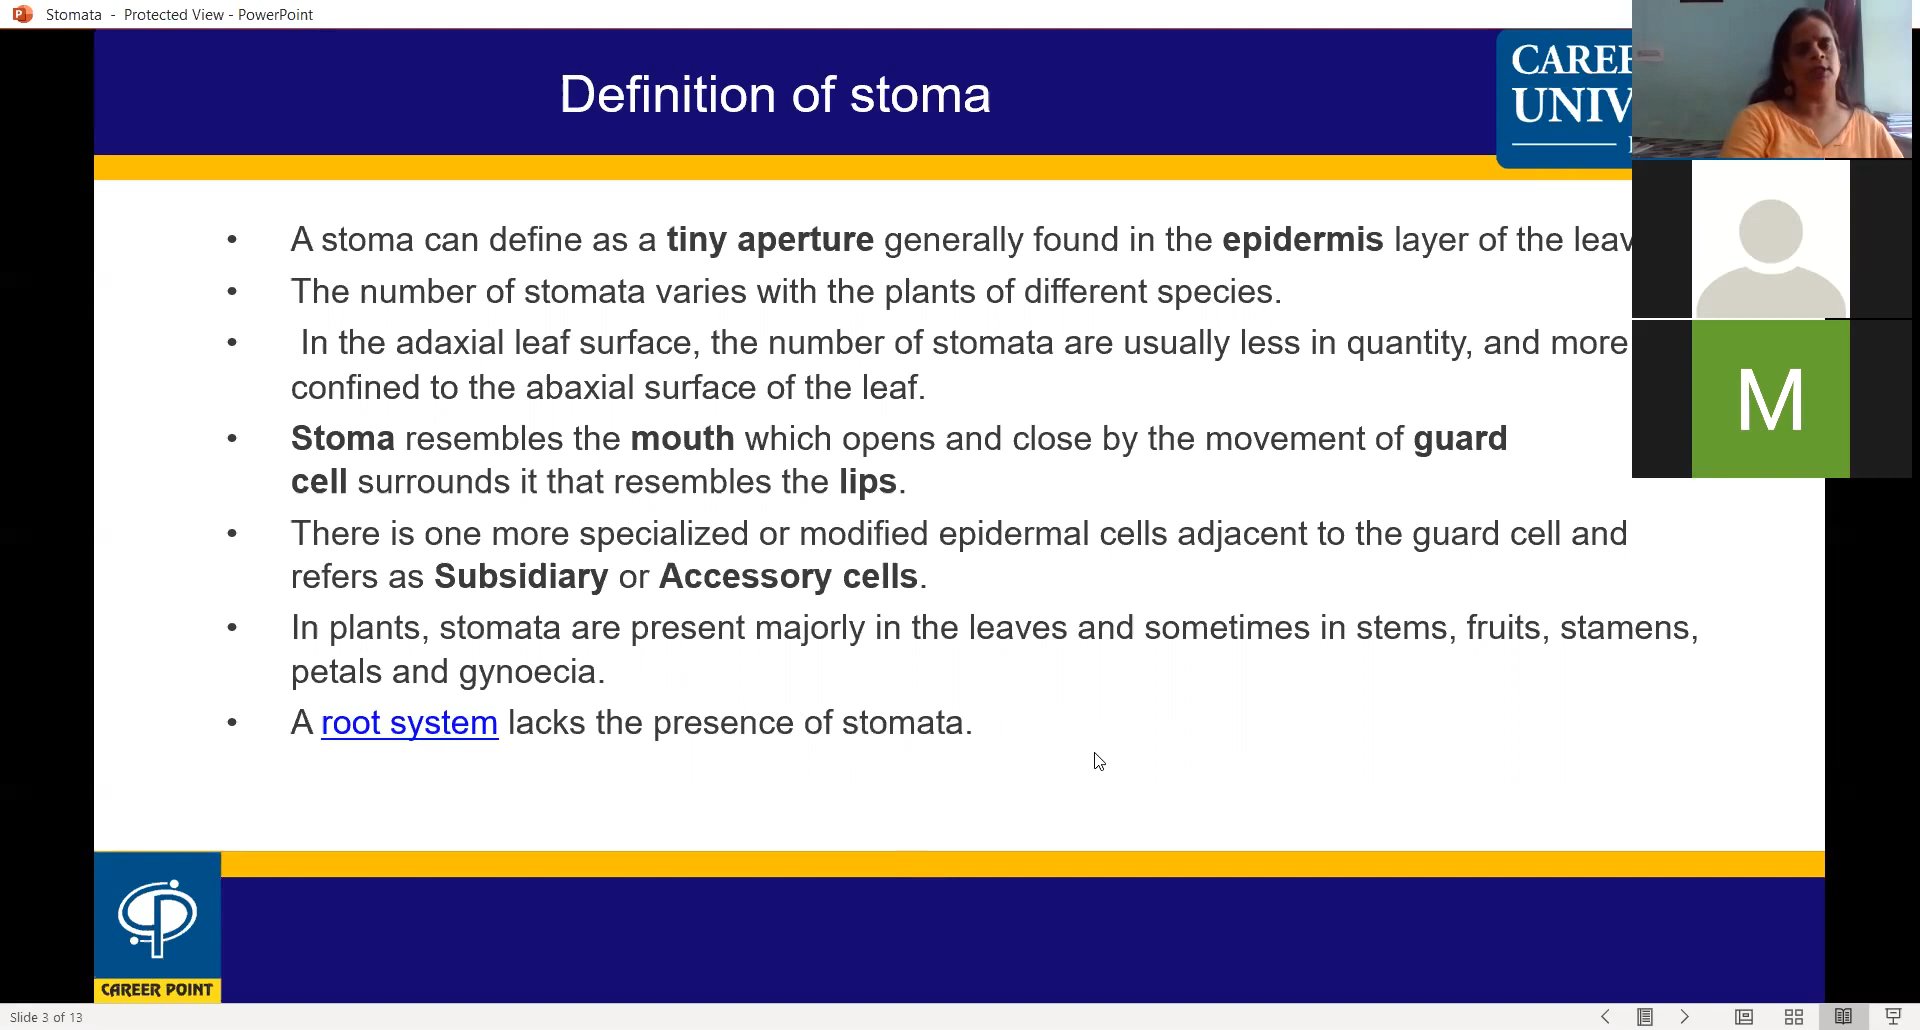 Stomata - Protected View - PowerPoint
Definition of stoma
CAREE
UNIV
• A stoma can define as a tiny aperture generally found in the epidermis layer of the leav
• The number of stomata varies with the plants of different species.
• In the adaxial leaf surface, the number of stomata are usually less in quantity, and more
confined to the abaxial surface of the leaf.
• Stoma resembles the mouth which opens and close by the movement of guard
cell surrounds it that resembles the lips.
• There is one more specialized or modified epidermal cells adjacent to the guard cell and
refers as Subsidiary or Accessory cells.
• In plants, stomata are present majorly in the leaves and sometimes in stems, fruits, stamens,
petals and gynoecia.
• A root system lacks the presence of stomata.
M
CAREER POINT
Slide 3 of 13